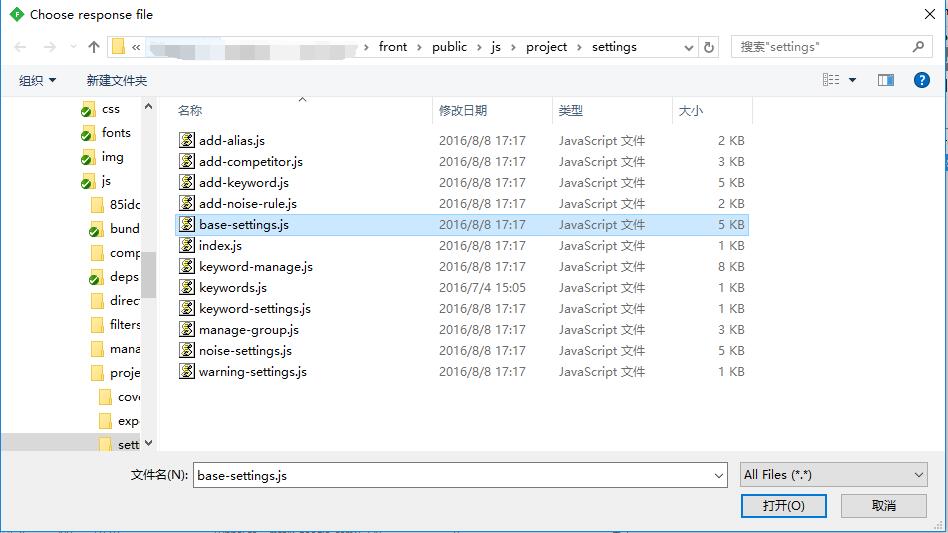 Choose response file
« front › public › js › project › settings
搜索"settings"
组织 新建文件夹
名称 修改日期 类型 大小
css
fonts
img
js
85idc
bund
comp
deps
direc
filters
mana
proje
cove
expe
sett
add-alias.js 2016/8/8 17:17 JavaScript 文件 2 KB
add-competitor.js 2016/8/8 17:17 JavaScript 文件 3 KB
add-keyword.js 2016/8/8 17:17 JavaScript 文件 5 KB
add-noise-rule.js 2016/8/8 17:17 JavaScript 文件 2 KB
base-settings.js 2016/8/8 17:17 JavaScript 文件 5 KB
index.js 2016/8/8 17:17 JavaScript 文件 1 KB
keyword-manage.js 2016/8/8 17:17 JavaScript 文件 8 KB
keywords.js 2016/7/4 15:05 JavaScript 文件 1 KB
keyword-settings.js 2016/8/8 17:17 JavaScript 文件 1 KB
manage-group.js 2016/8/8 17:17 JavaScript 文件 3 KB
noise-settings.js 2016/8/8 17:17 JavaScript 文件 5 KB
warning-settings.js 2016/8/8 17:17 JavaScript 文件 1 KB
文件名(N): base-settings.js All Files (*.*)
打开(O) 取消